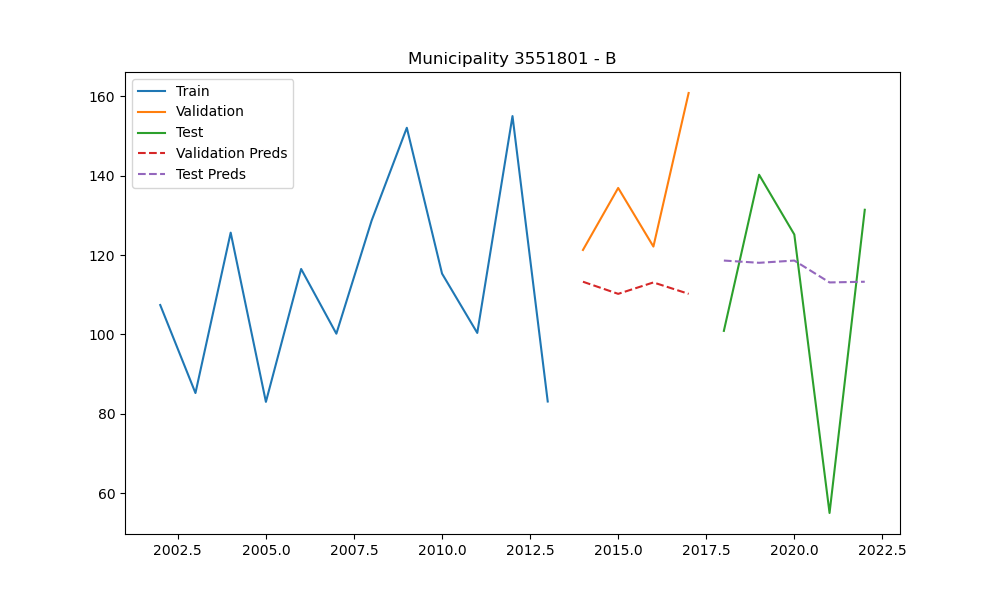 Municipality 3551801 - B
Train
Validation
Test
Validation Preds
Test Preds
160
140
120
100
80
60
2002.5 2005.0 2007.5 2010.0 2012.5 2015.0 2017.5 2020.0 2022.5